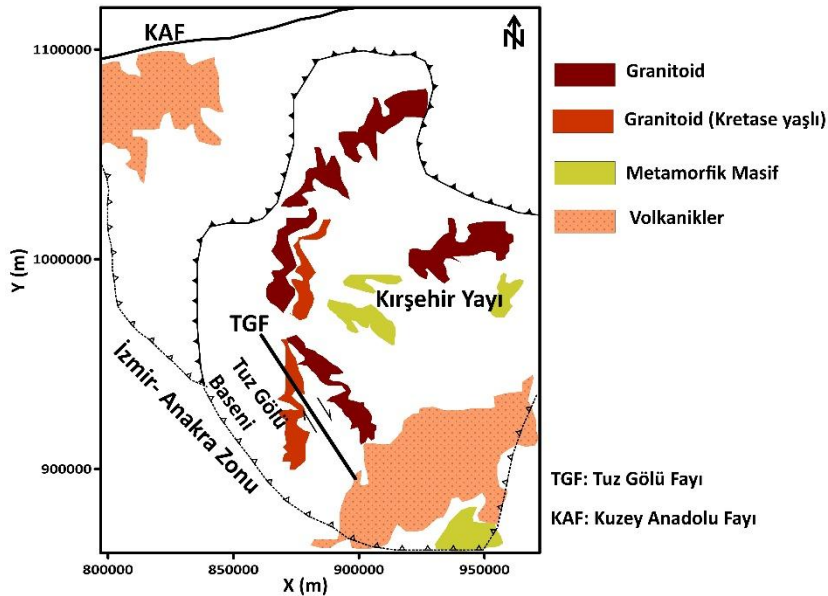 KAF
N
Granitoid
Granitoid (Kretase yaşlı)
Metamorfik Masif
Volkanikler
1100000
1000000
900000
Y (m)
Kırşehir Yayı
TGF
Tuz Gölü
Baseni
İzmir- Anakra Zonu
TGF: Tuz Gölü Fayı
KAF: Kuzey Anadolu Fayı
800000 850000 900000 950000
X (m)